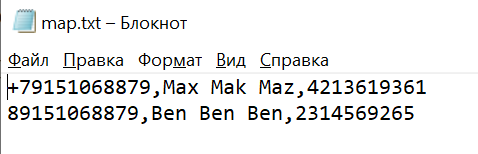 map.txt – Блокнот
Файл Правка Формат Вид Справка
+79151068879,Max Mak Maz,4213619361
89151068879,Ben Ben Ben,2314569265